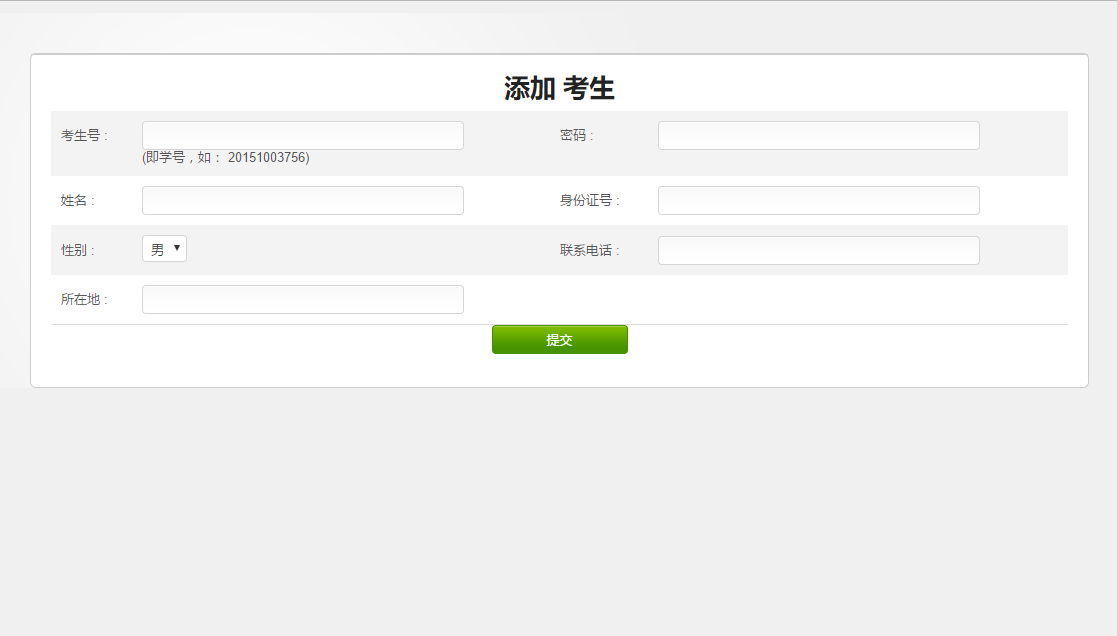 添加 考生
考生号 : 密码 :
(即学号 , 如 : 20151003756)
姓名 : 身份证号 :
性别 : 男 联系电话 :
所在地 :
提交